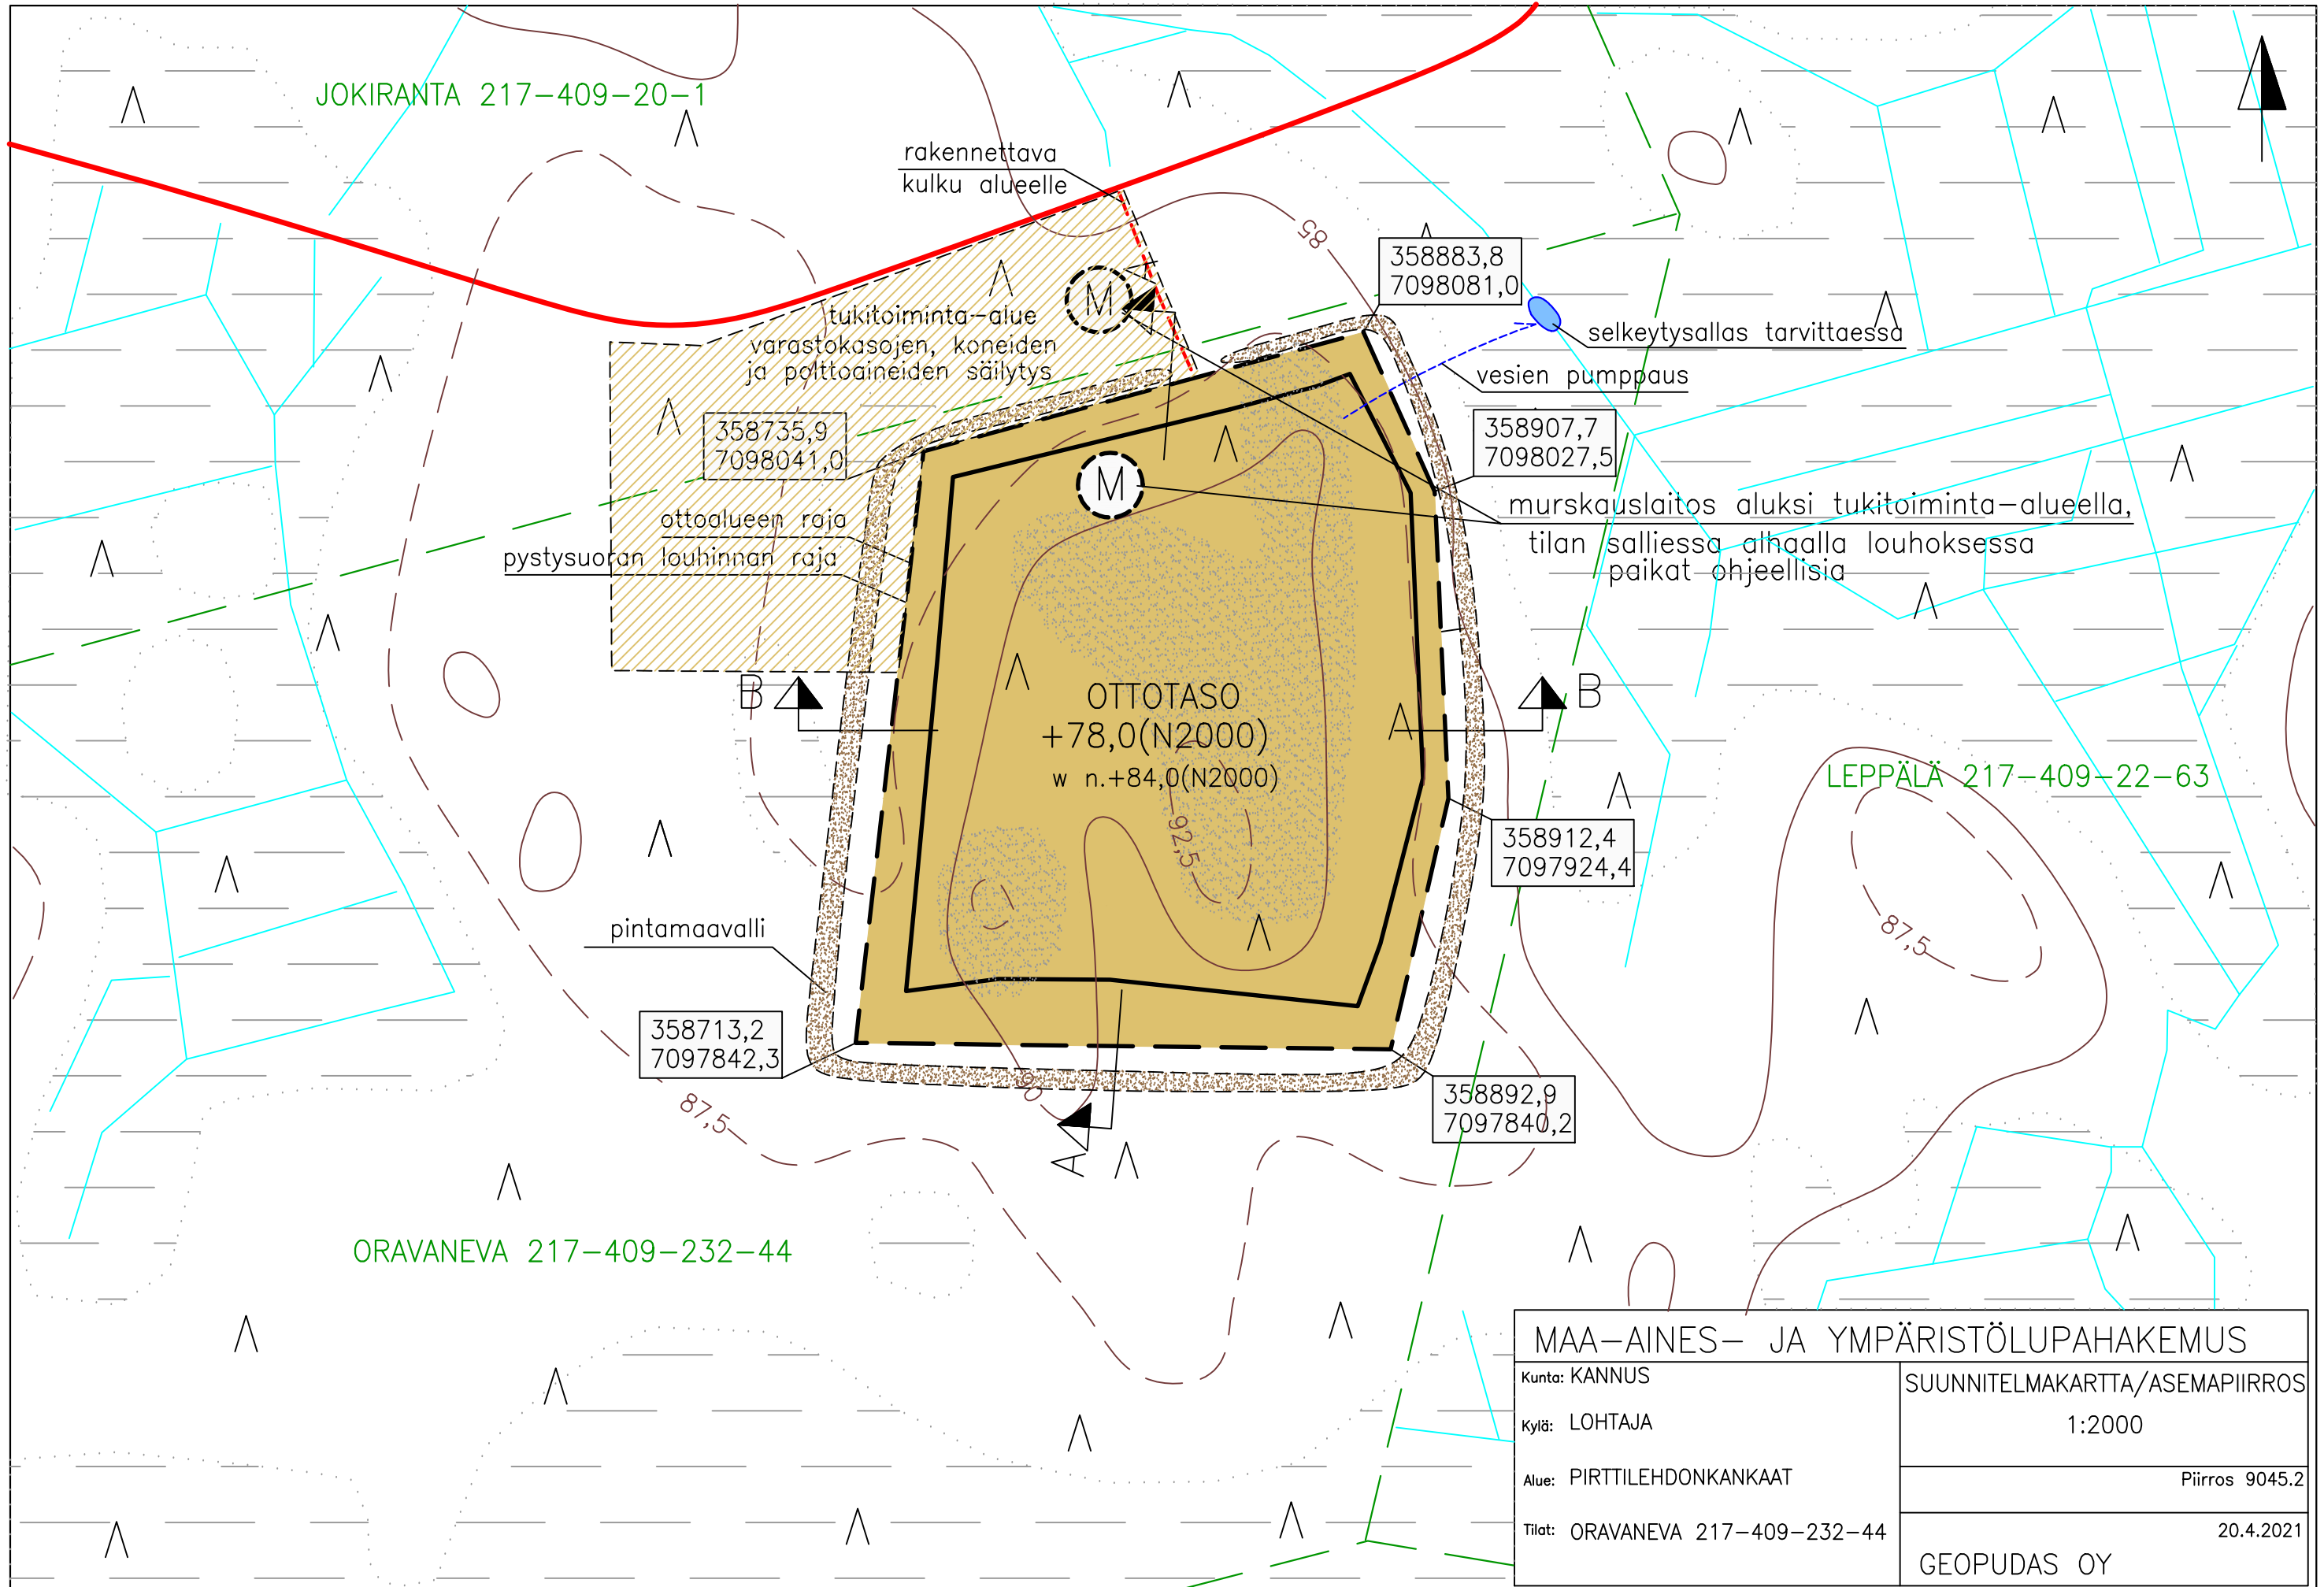 JOKIRANTA 217-409-20-1
rakennettava
kulku alueelle
85
358883,8
7098081,0
M
tukitoiminta-alue
varastokasojen, koneiden
ja polttoaineiden säilytys
selkeytysallas tarvittaessa
vesien pumppaus
358735,9
7098041,0
358907,7
7098027,5
M
murskauslaitos aluksi tukitoiminta-alueella,
tilan salliessa alhaalla louhoksessa
paikat ohjeellisia
ottoalueen raja
pystysuoran louhinnan raja
B
B
OTTOTASO
+78,0(N2000)
w n.+84,0(N2000)
LEPPÄLÄ 217-409-22-63
92,5
358912,4
7097924,4
87,5
pintamaavalli
358713,2
7097842,3
90
87,5
358892,9
7097840,2
A
ORAVANEVA 217-409-232-44
MAA-AINES- JA YMPÄRISTÖLUPAHAKEMUS
Kunta: KANNUS
SUUNNITELMAKARTTA/ASEMAPIIRROS
Kylä: LOHTAJA
1:2000
Alue: PIRTTILEHDONKANKAAT
Piirros 9045.2
Tilat: ORAVANEVA 217-409-232-44
20.4.2021
GEOPUDAS OY